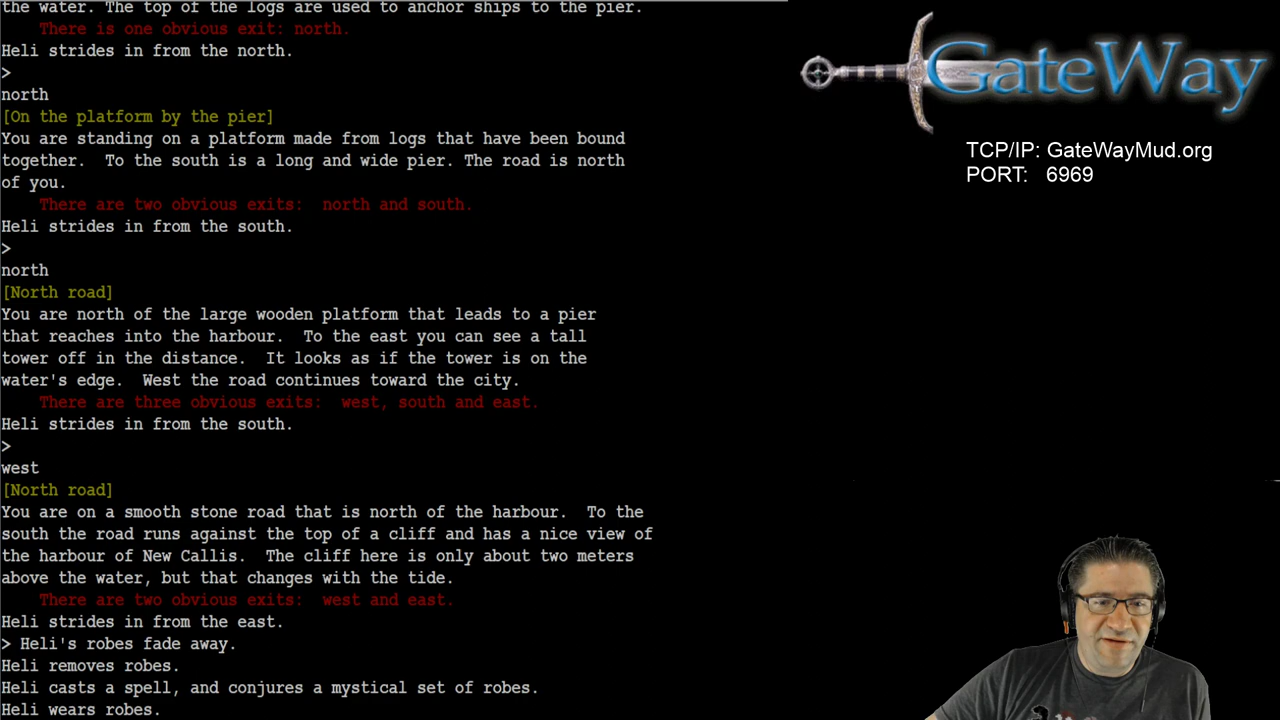 the water. The top of the logs are used to anchor ships to the pier.
There is one obvious exit: north.
Heli strides in from the north.
>
north
[On the platform by the pier]
You are standing on a platform made from logs that have been bound
together.  To the south is a long and wide pier. The road is north
of you.
There are two obvious exits:  north and south.
Heli strides in from the south.
>
north
[North road]
You are north of the large wooden platform that leads to a pier
that reaches into the harbour.  To the east you can see a tall
tower off in the distance.  It looks as if the tower is on the
water's edge.  West the road continues toward the city.
There are three obvious exits:  west, south and east.
Heli strides in from the south.
>
west
[North road]
You are on a smooth stone road that is north of the harbour.  To the
south the road runs against the top of a cliff and has a nice view of
the harbour of New Callis.  The cliff here is only about two meters
above the water, but that changes with the tide.
There are two obvious exits:  west and east.
Heli strides in from the east.
> Heli's robes fade away.
Heli removes robes.
Heli casts a spell, and conjures a mystical set of robes.
Heli wears robes.
GateWay
TCP/IP: GateWayMud.org
PORT:   6969